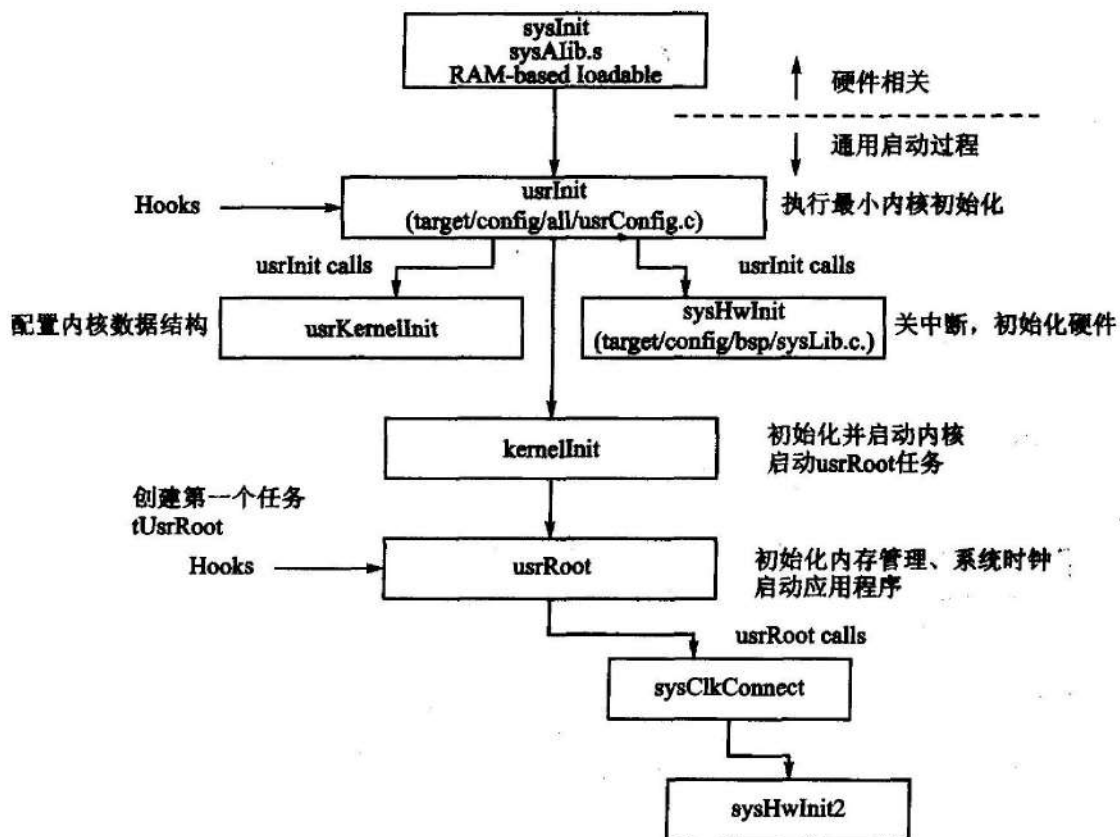 sysInit
sysAlib.s
RAM-based loadable
硬件相关
通用启动过程
Hooks
usrInit
(target/config/all/usrConfig.c)
执行最小内核初始化
usrInit calls
usrInit calls
配置内核数据结构
usrKernelInit
sysHwInit
(target/config/bsp/sysLib.c.)
关中断，初始化硬件
kernelInit
初始化并启动内核
启动usrRoot任务
创建第一个任务
tUsrRoot
Hooks
usrRoot
初始化内存管理、系统时钟
启动应用程序
usrRoot calls
sysClkConnect
sysHwInit2